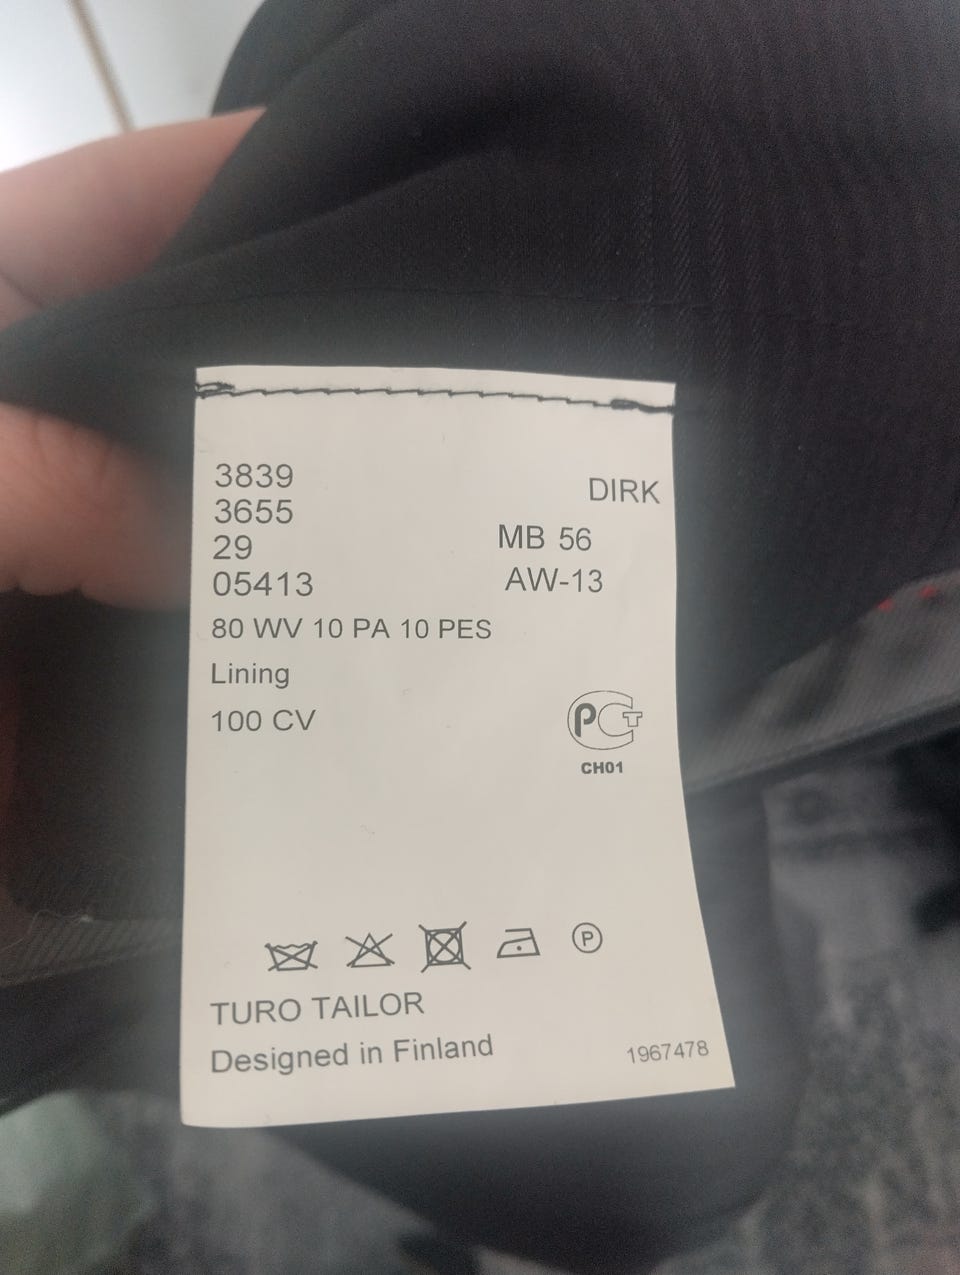 3839
DIRK
3655
MB 56
29
AW-13
05413
80 WV 10 PA 10 PES
Lining
100 CV
PCT
CH01
P
TURO TAILOR
Designed in Finland
1967478